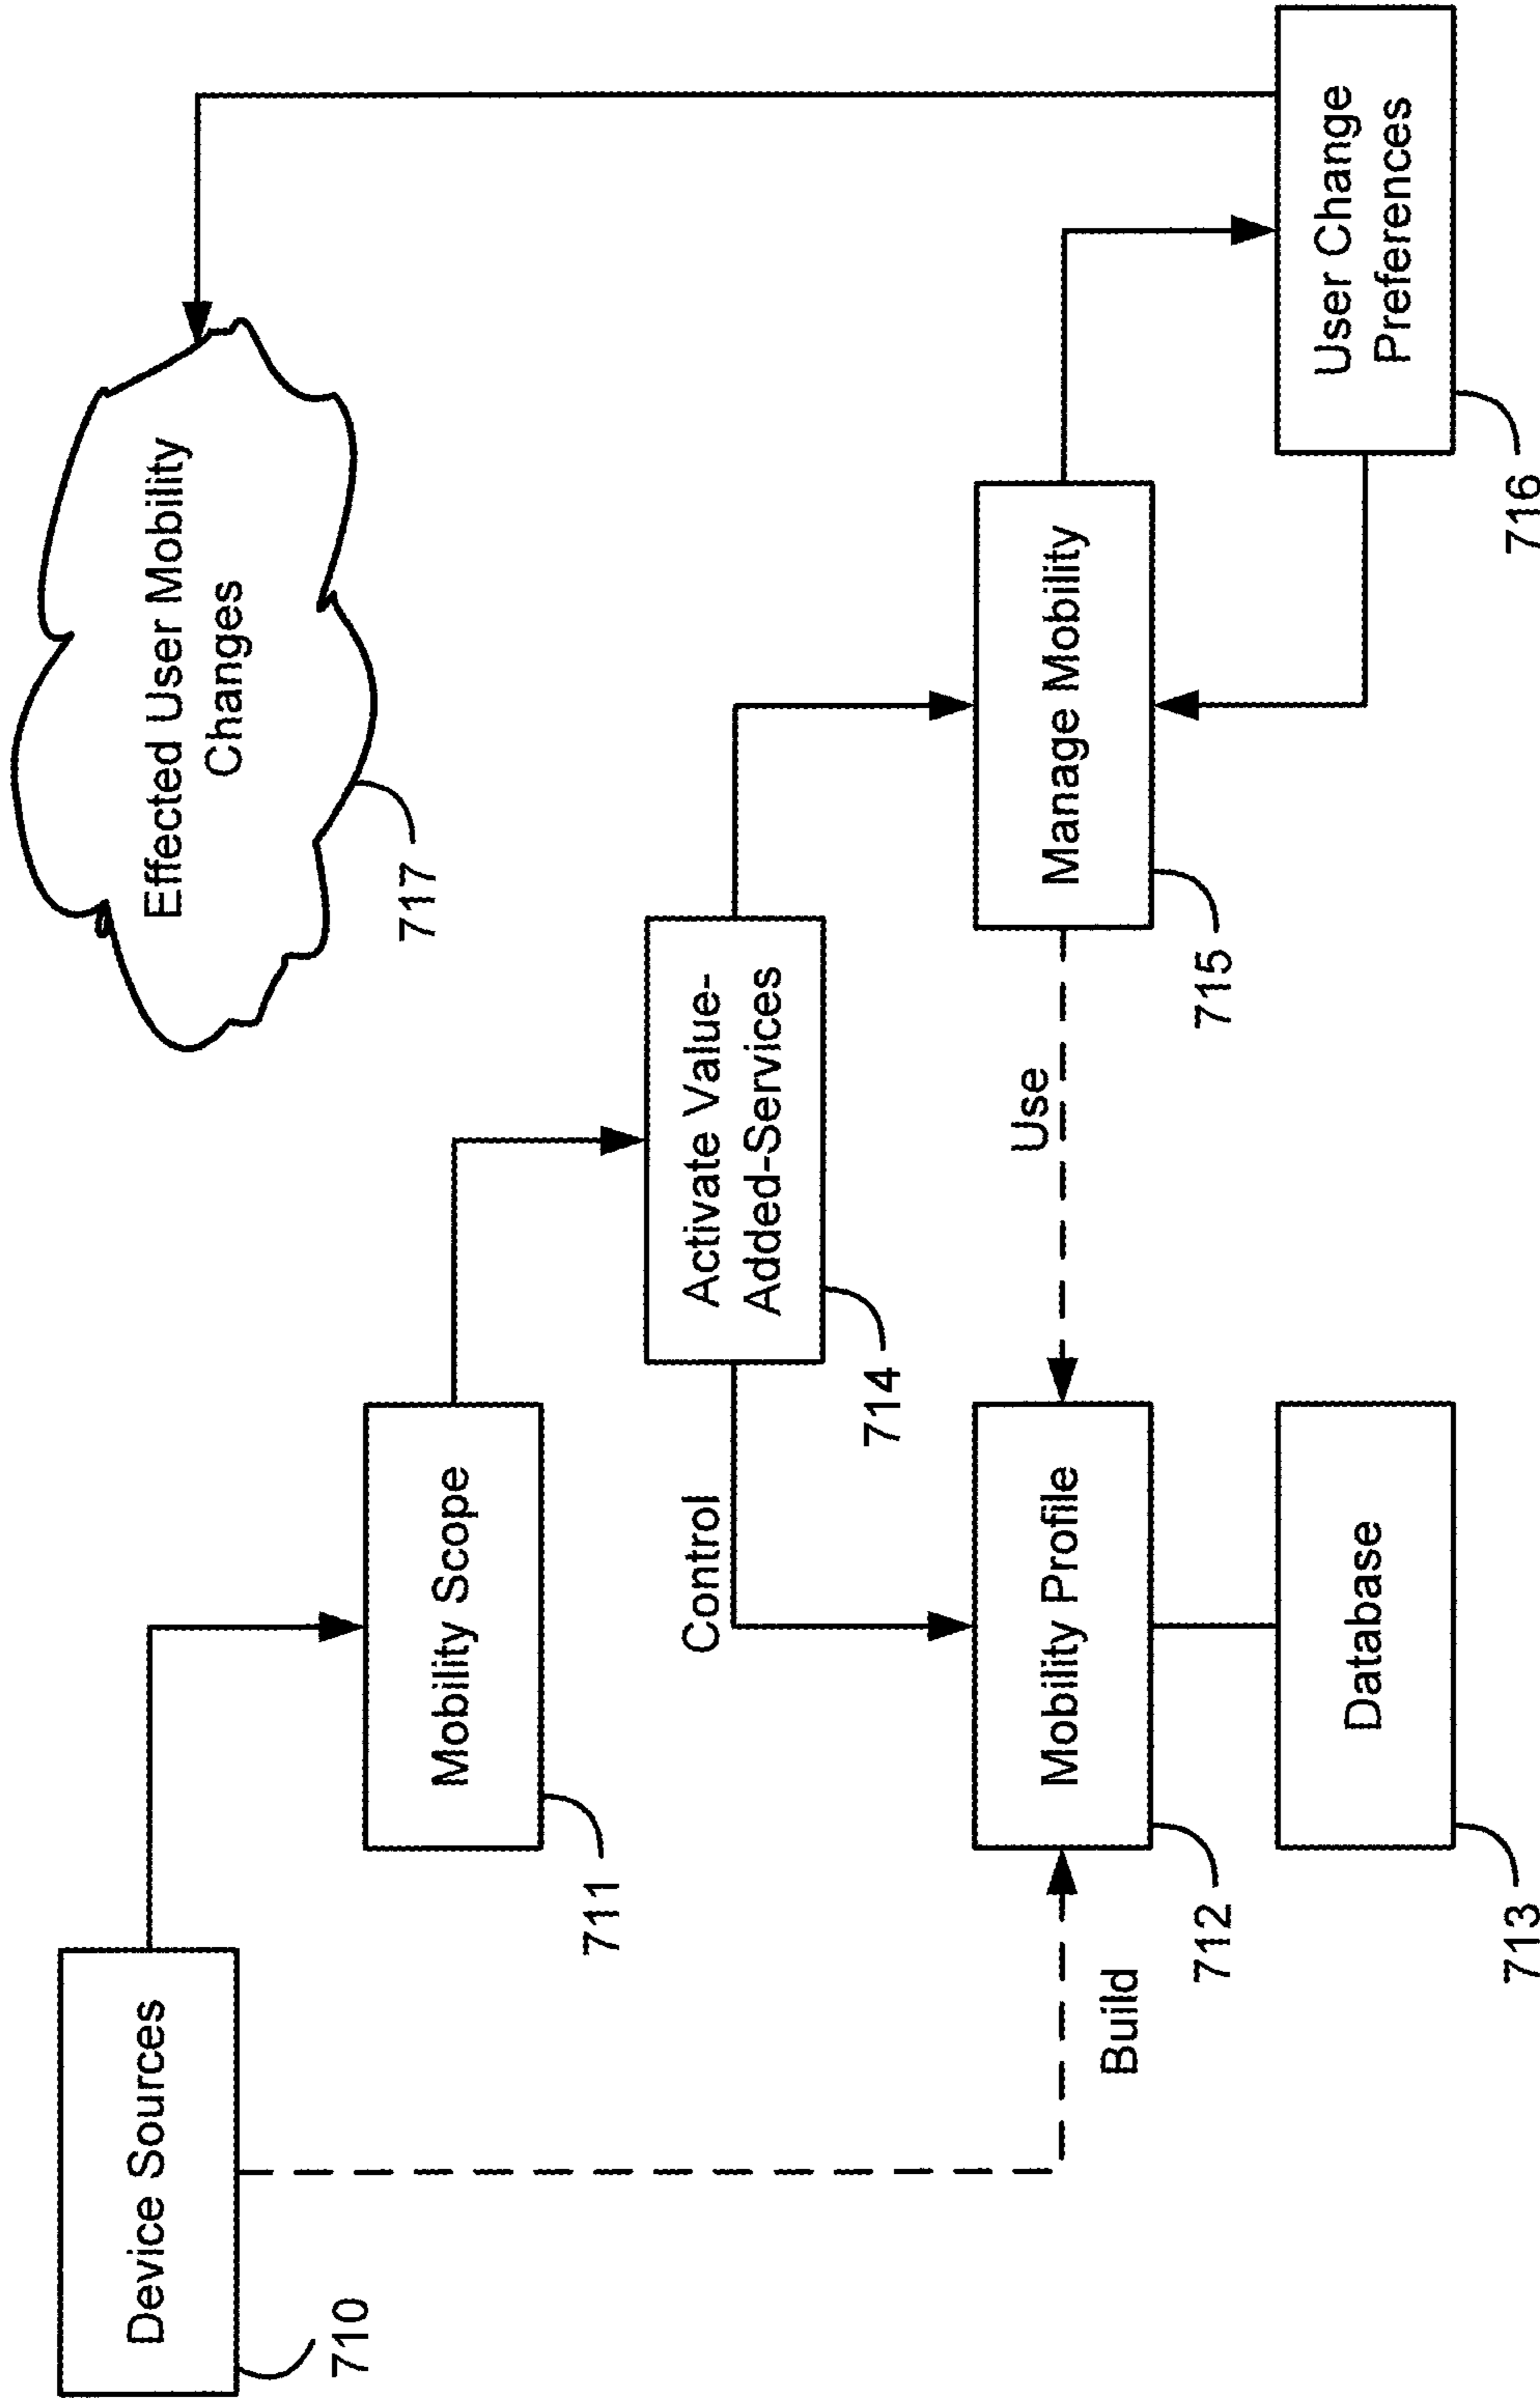 Effected User Mobility
Changes
717
Device Sources
710
Mobility Scope
711
Activate Value-
Added-Services
714
Control
Mobility Profile
712
Build
Use
Manage Mobility
715
Database
713
User Change
Preferences
716